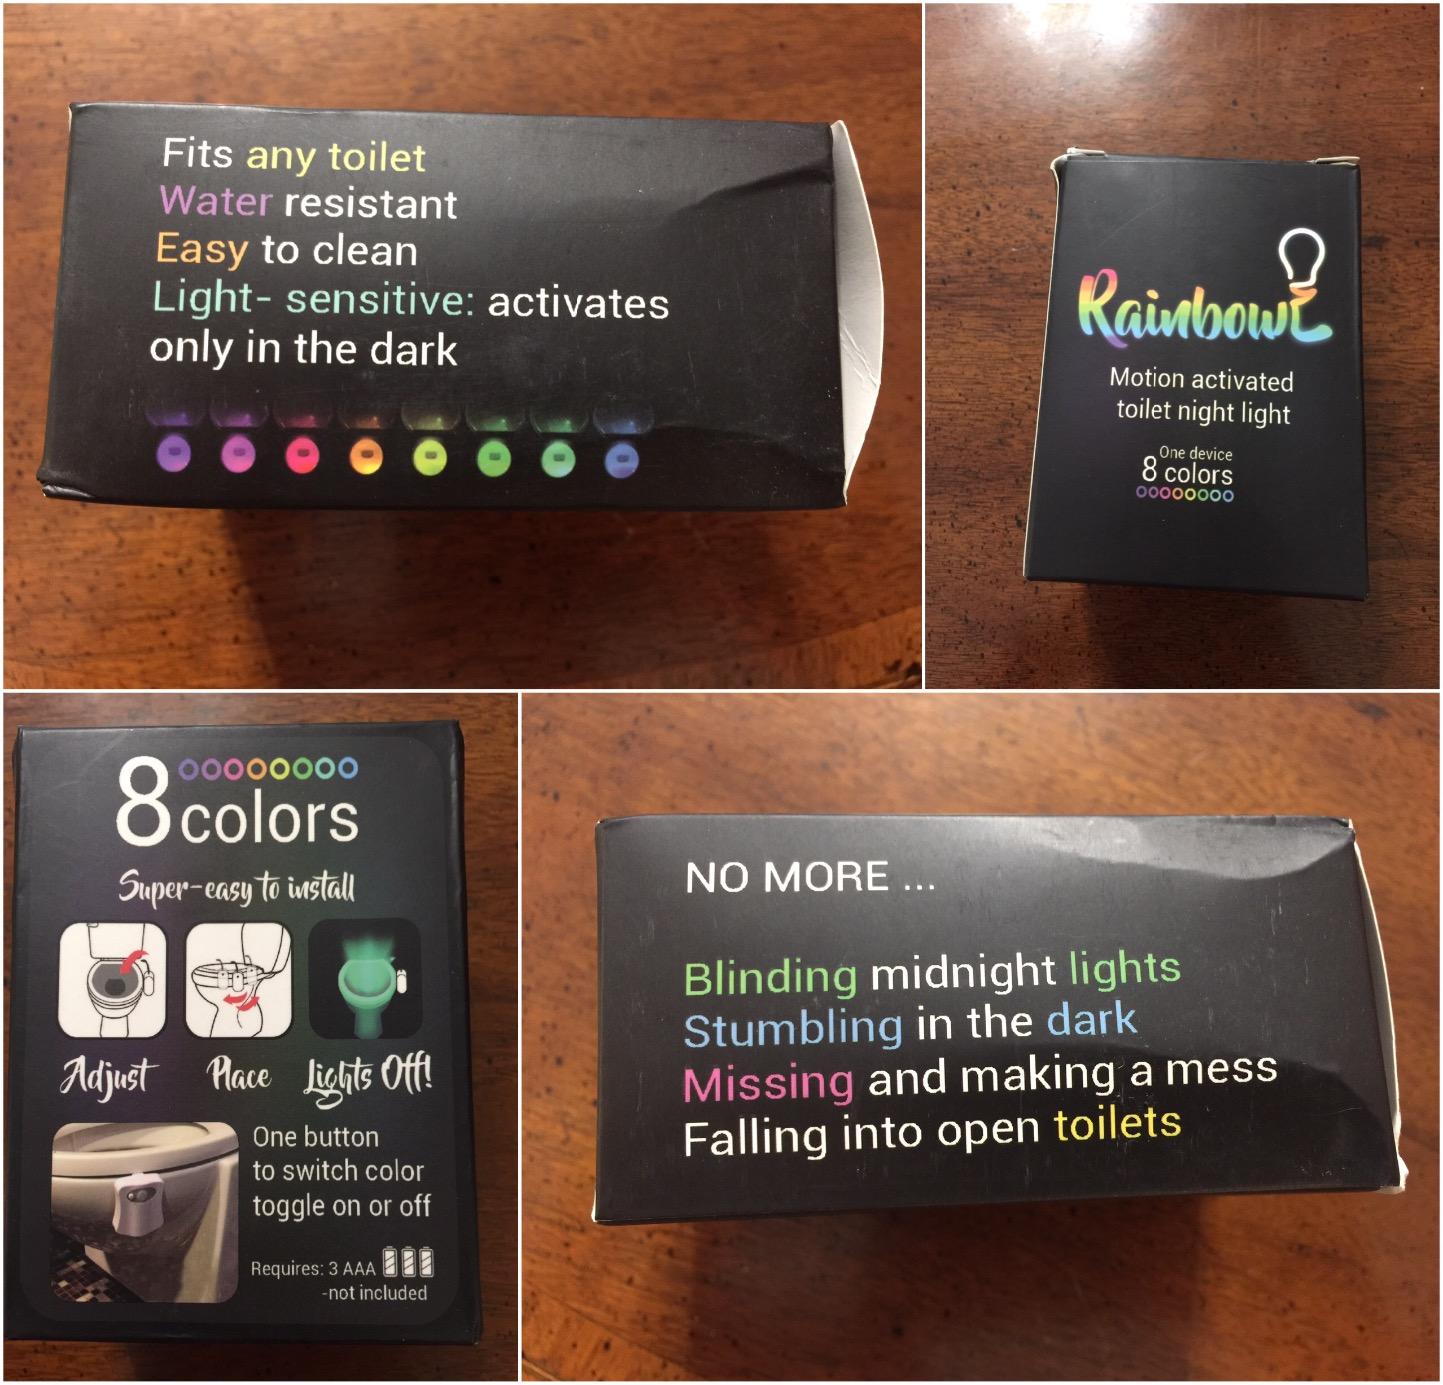 Fits any toilet
Water resistant
Easy to clean
Light- sensitive: activates
only in the dark
Rainbowl
Motion activated
toilet night light
One device
8 colors
8 colors
Super-easy to install
Adjust Place Lights Off!
One button
to switch color
toggle on or off
Requires: 3 AAA
-not included
NO MORE ...
Blinding midnight lights
Stumbling in the dark
Missing and making a mess
Falling into open toilets